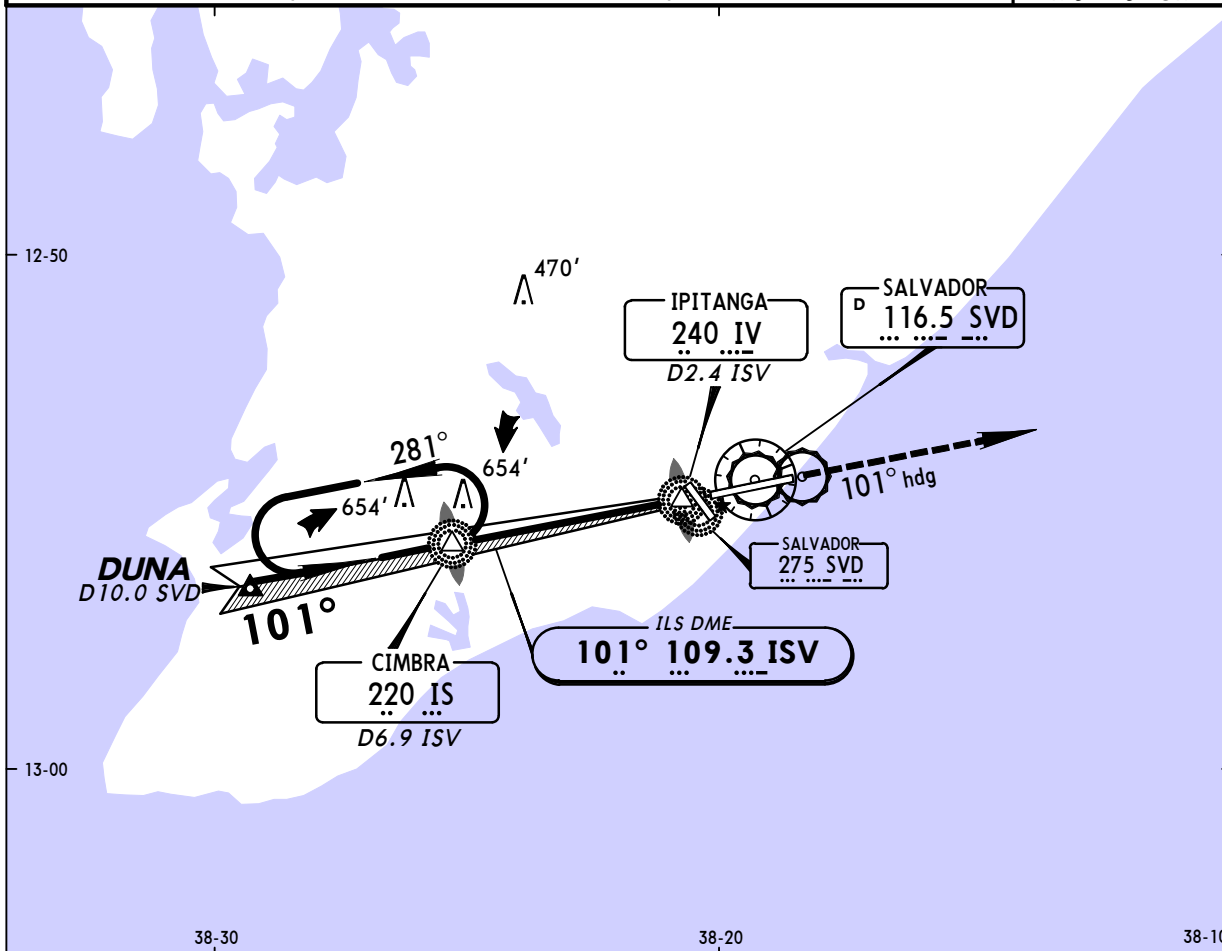 12-50
470'
IPITANGA
240 IV
D2.4 ISV
SALVADOR
D 116.5 SVD
281°
654'
654'
101° hdg
DUNA
D10.0 SVD
101°
SALVADOR
275 SVD
ILS DME
101° 109.3 ISV
CIMBRA
220 IS
D6.9 ISV
13-00
38-30
38-20
38-10